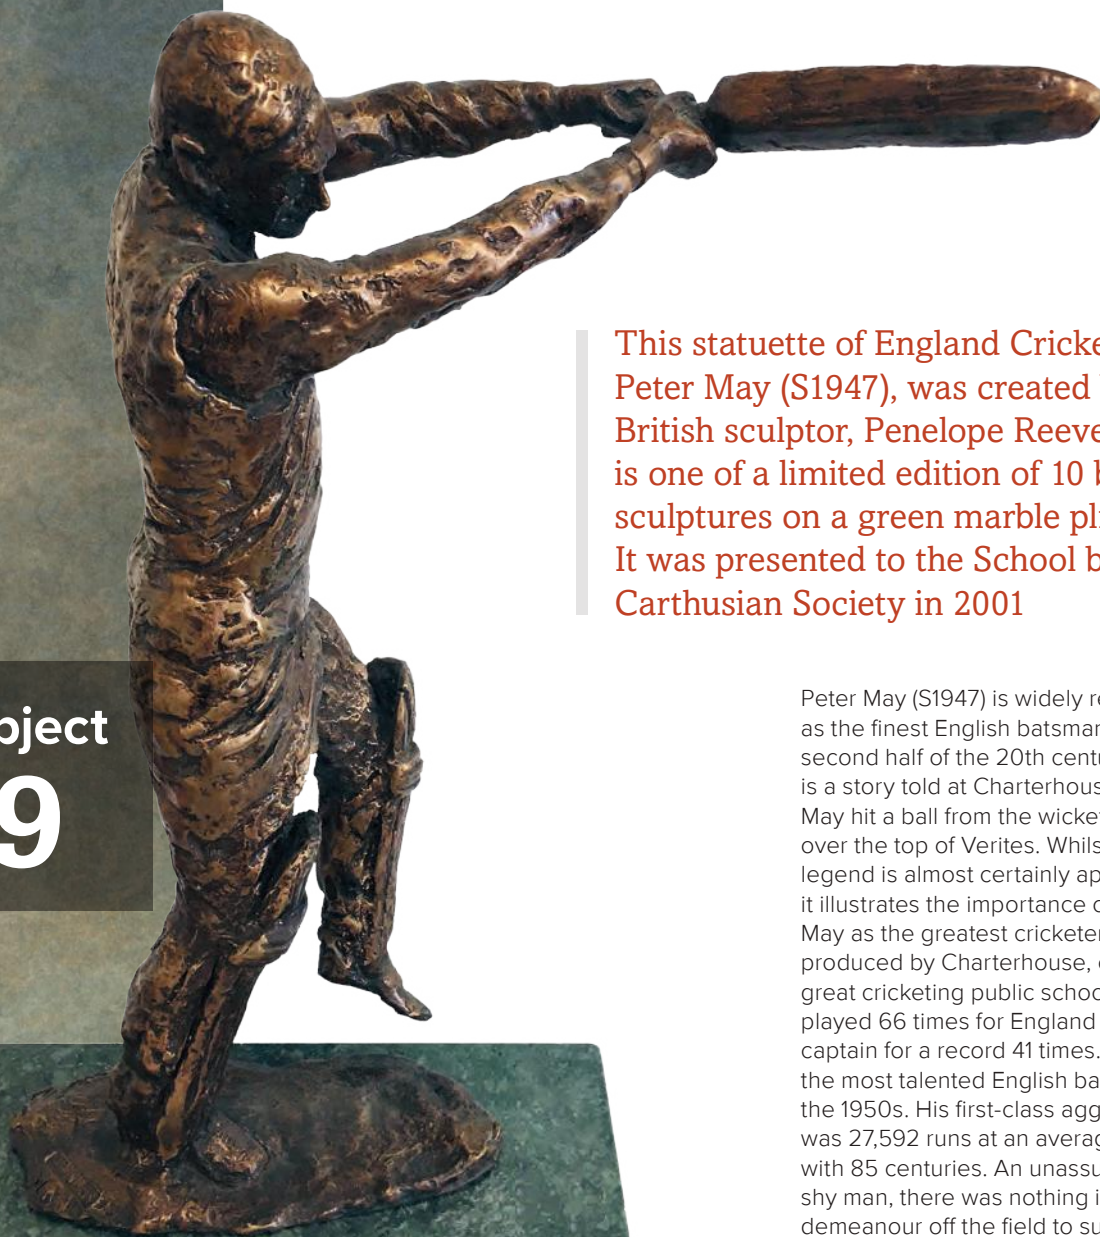 This statuette of England Cricke
Peter May (S1947), was created
British sculptor, Penelope Reeve
is one of a limited edition of 10
sculptures on a green marble pl
It was presented to the School b
Carthusian Society in 2001
bject
9
Peter May (S1947) is widely re
as the finest English batsman
second half of the 20th centu
is a story told at Charterhous
May hit a ball from the wicke
over the top of Verites. Whils
legend is almost certainly ap
it illustrates the importance o
May as the greatest cricketer
produced by Charterhouse,
great cricketing public schoo
played 66 times for England
captain for a record 41 times.
the most talented English ba
the 1950s. His first-class agg
was 27,592 runs at an averag
with 85 centuries. An unassu
shy man, there was nothing i
demeanour off the field to su